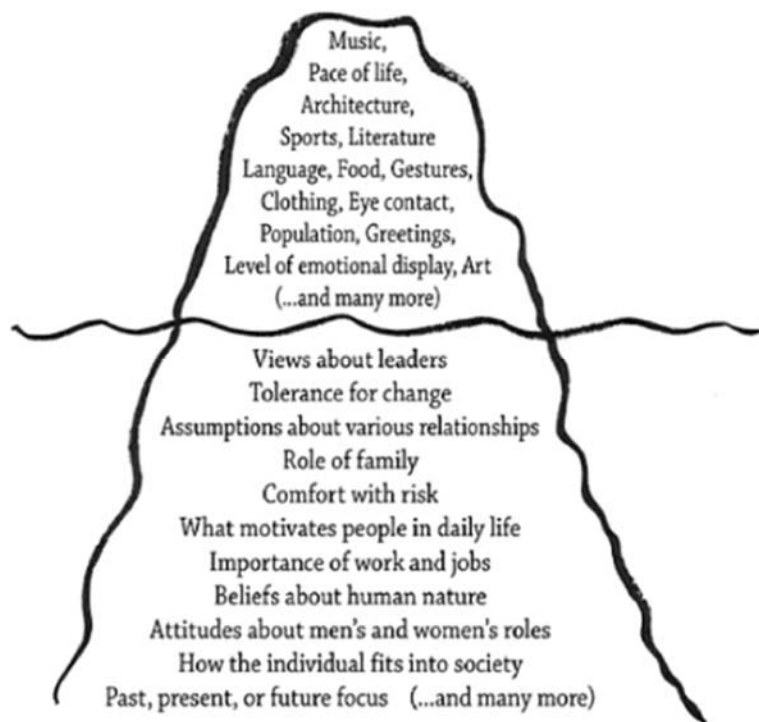 Music,
Pace of life,
Architecture,
Sports, Literature
Language, Food, Gestures,
Clothing, Eye contact,
Population, Greetings,
Level of emotional display, Art
(...and many more)
Views about leaders
Tolerance for change
Assumptions about various relationships
Role of family
Comfort with risk
What motivates people in daily life
Importance of work and jobs
Beliefs about human nature
Attitudes about men's and women's roles
How the individual fits into society
Past, present, or future focus (...and many more)